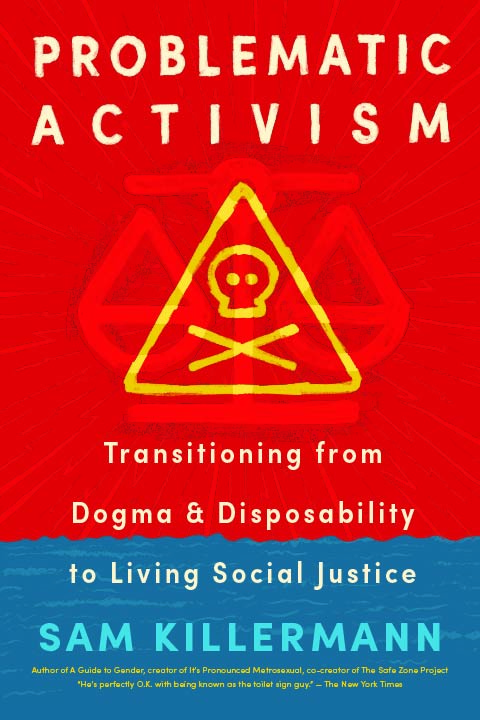 PROBLEMATIC
ACTIVISM
Transitioning from
Dogma & Disposability
to Living Social Justice
SAM KILLERMANN
Author of A Guide to Gender, creator of It's Pronounced Metrosexual, co-creator of The Safe Zone Project
"He's perfectly O.K. with being known as the toilet sign guy." — The New York Times